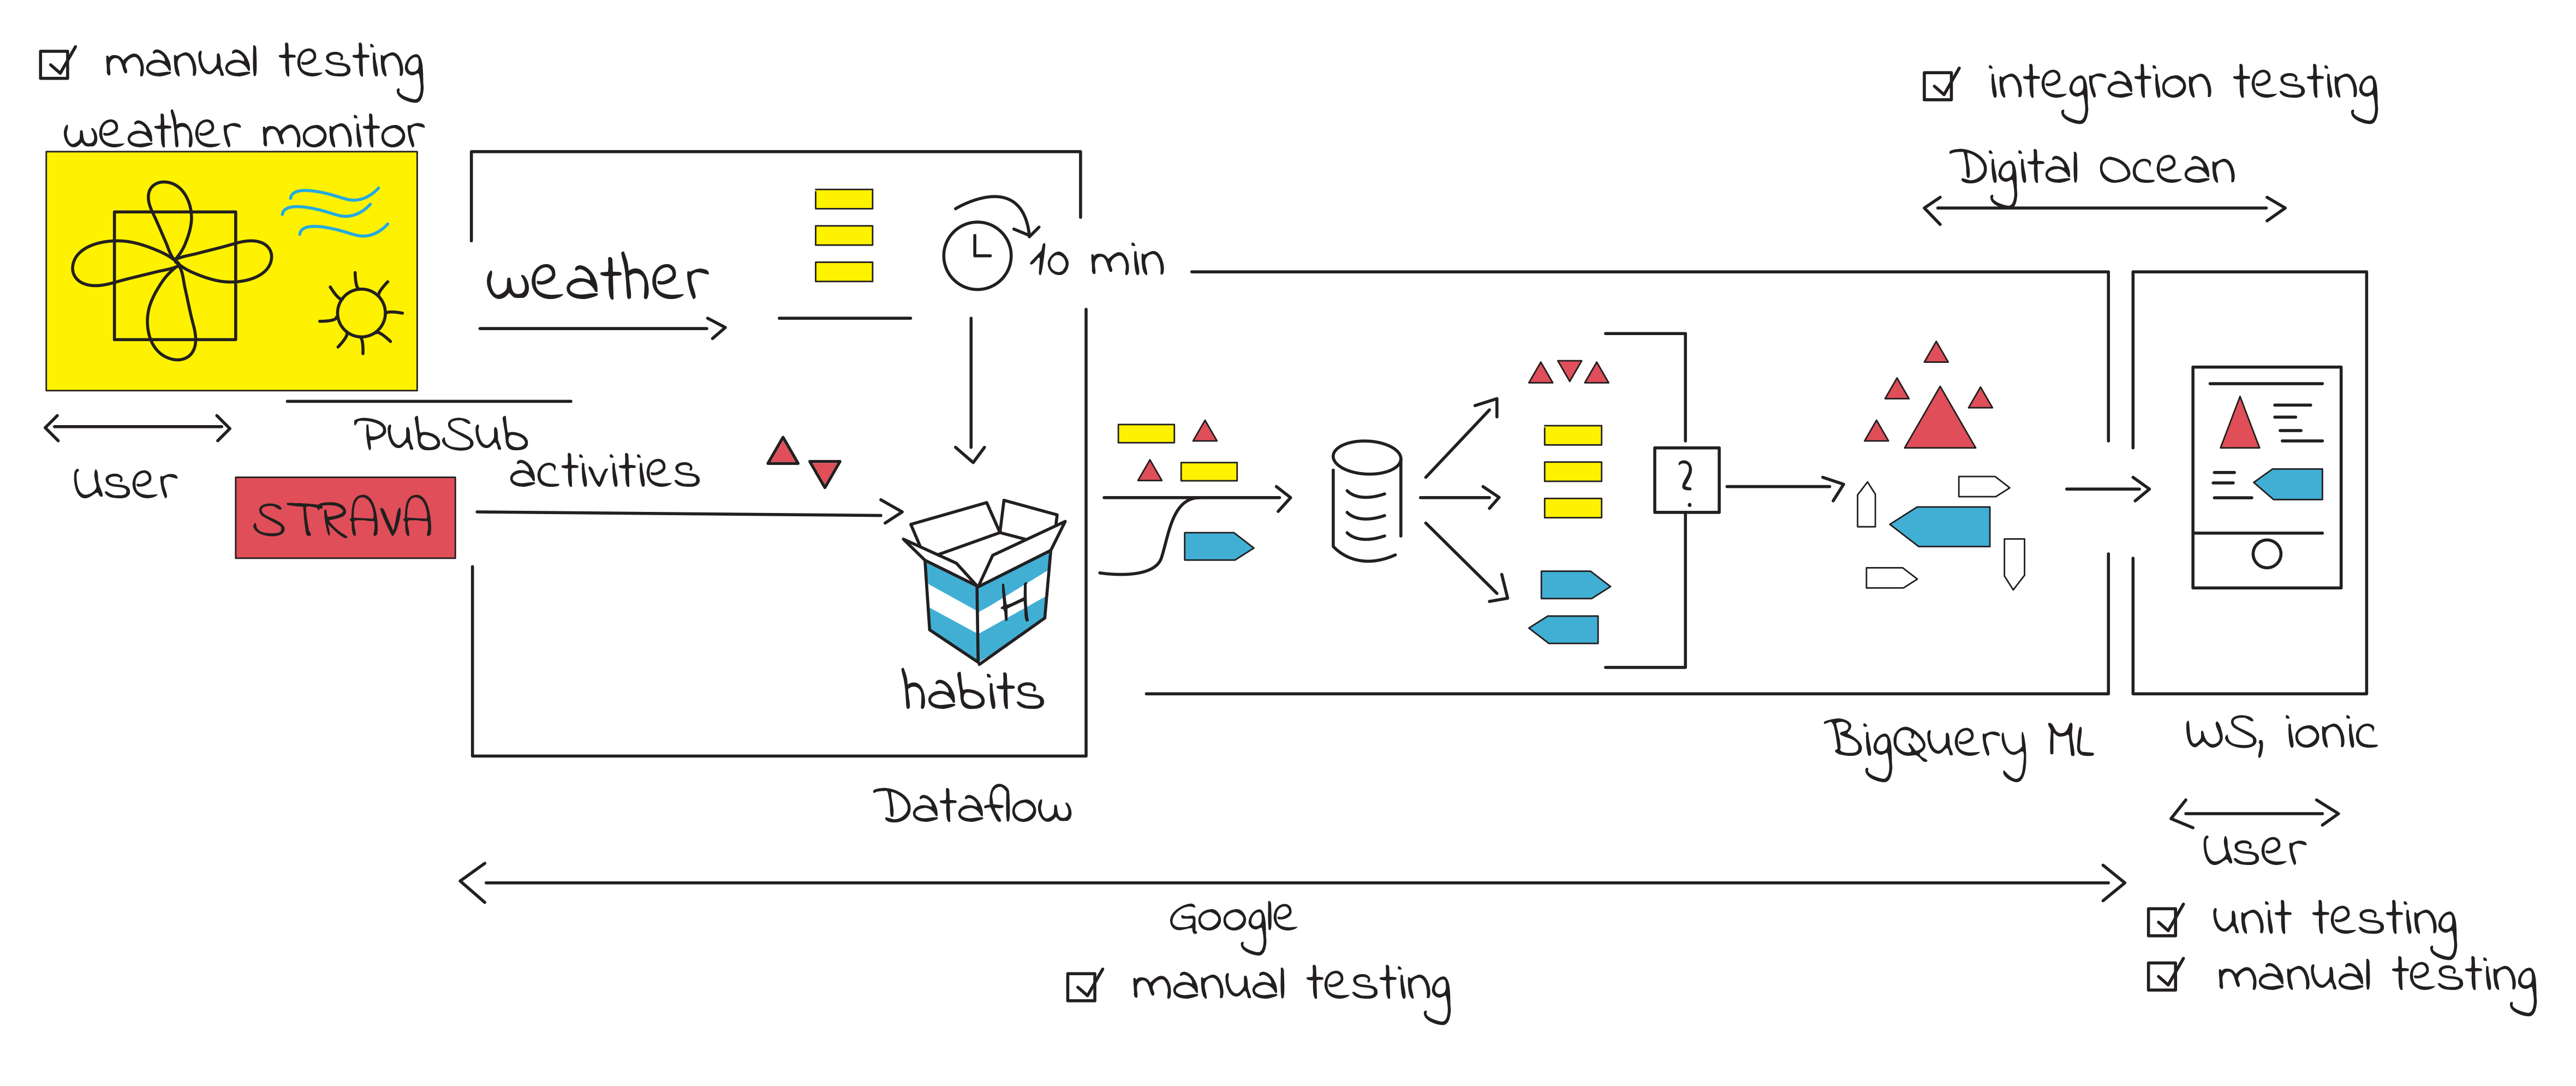 manual testing
weather monitor
integration testing
Digital Ocean
weather
10 min
User
PubSub
activities
STRAVA
?
H
habits
Dataflow
BigQuery ML
WS, ionic
User
Google
manual testing
unit testing
manual testing